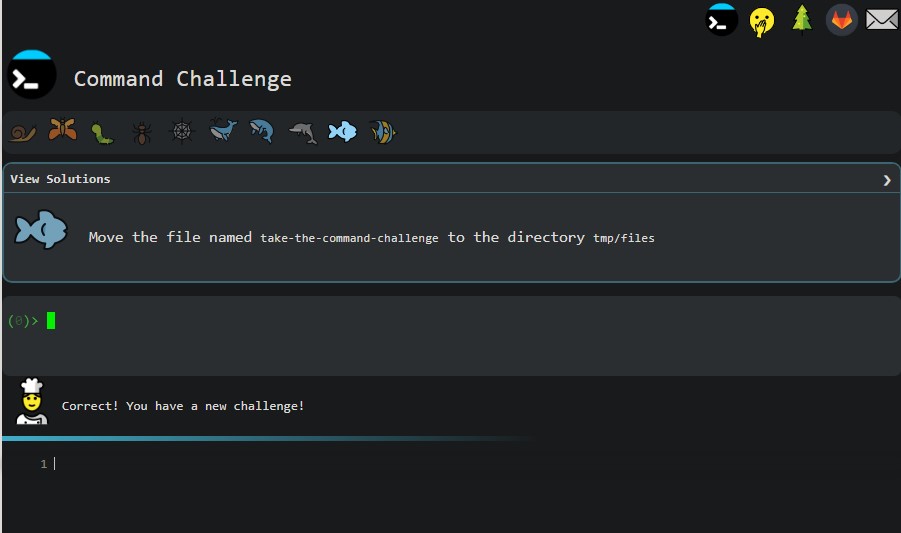 Command Challenge
View Solutions
Move the file named take-the-command-challenge to the directory tmp/files
(0)>
Correct! You have a new challenge!
1